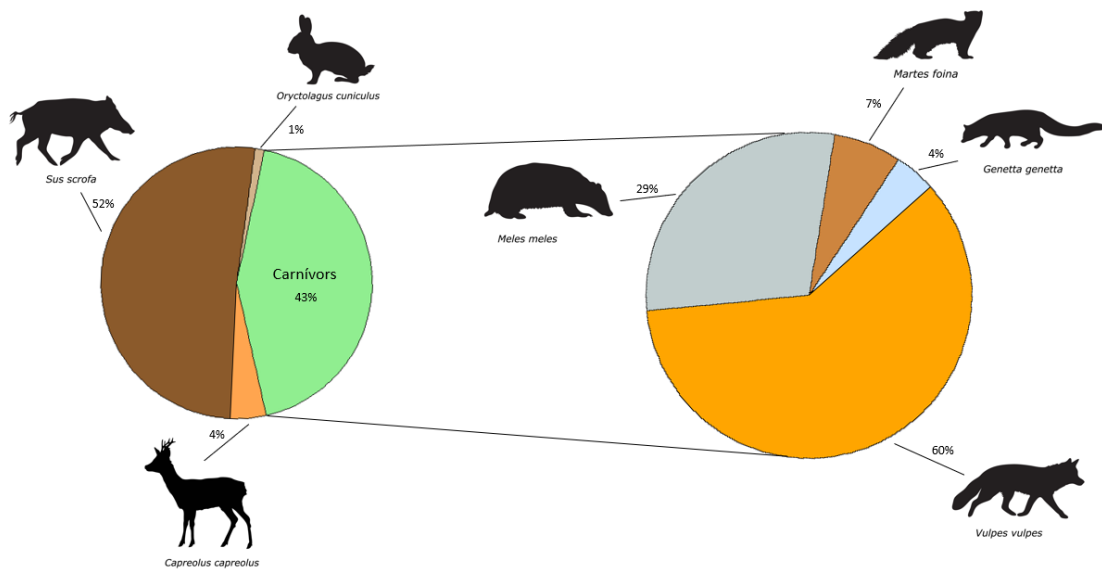 Oryctolagus cuniculus
1%
Sus scrofa
52%
Carnívors
43%
4%
Capreolus capreolus
Martes foina
7%
Genetta genetta
4%
Meles meles
29%
60%
Vulpes vulpes